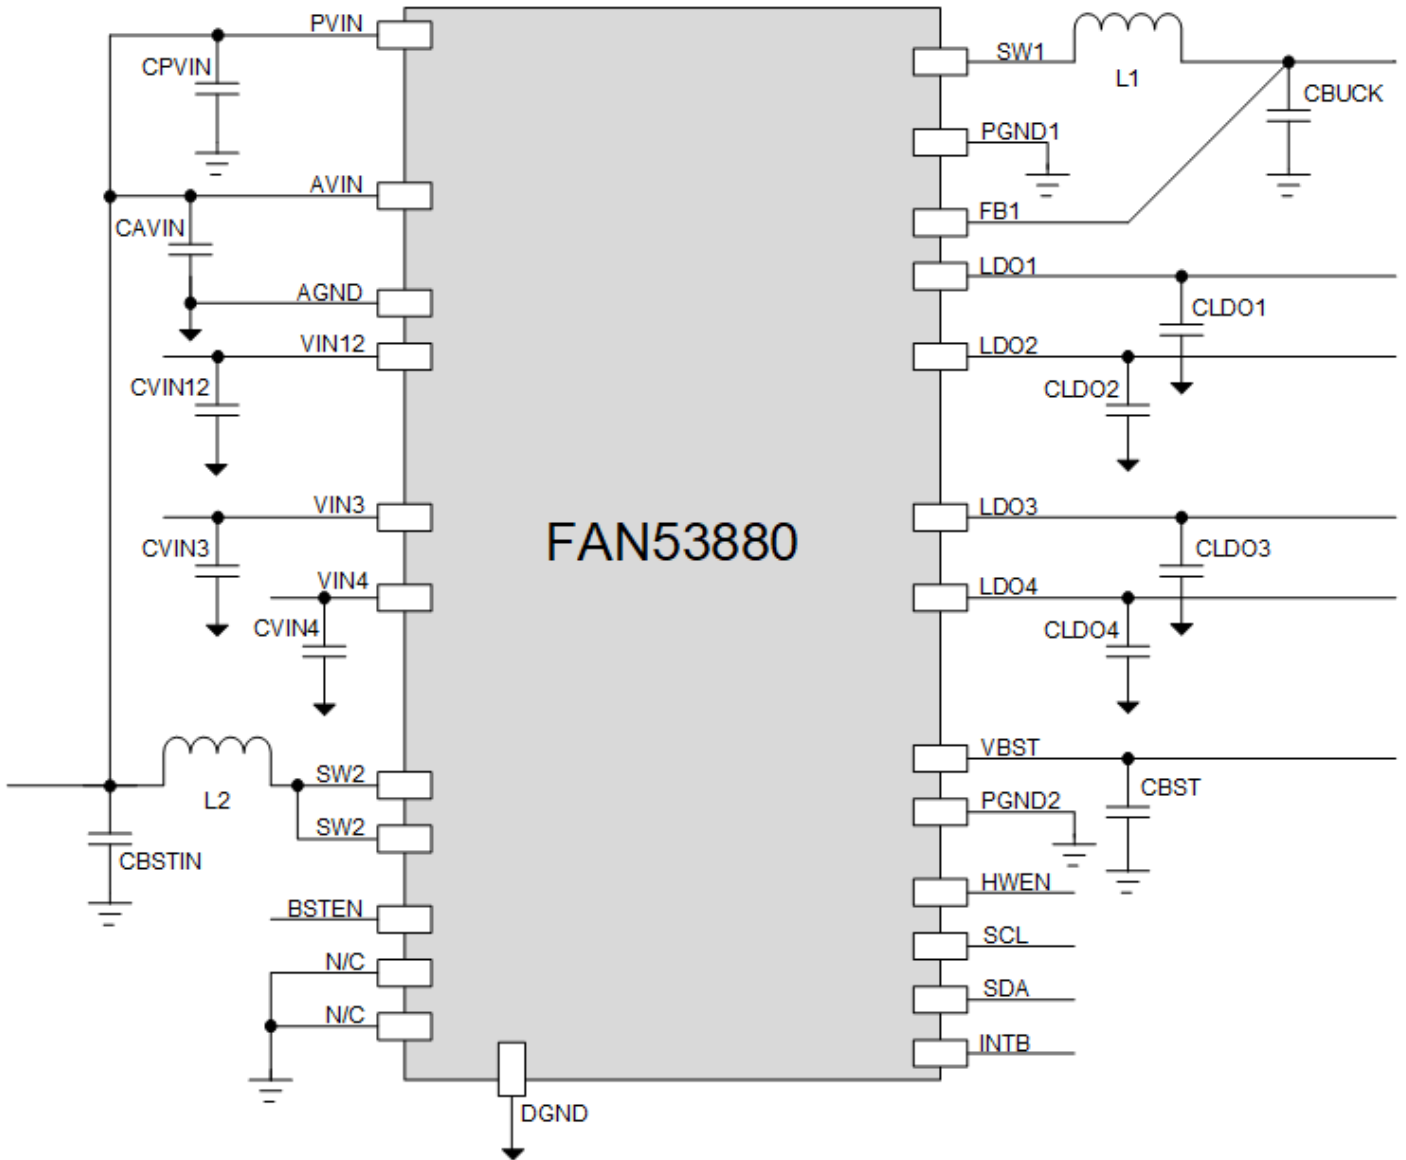 PVIN
CPVIN
AVIN
CAVIN
AGND
VIN12
CVIN12
VIN3
CVIN3
VIN4
CVIN4
L2
SW2
SW2
CBSTIN
BSTEN
N/C
N/C
DGND
FAN53880
SW1
L1
CBUCK
PGND1
FB1
LDO1
CLDO1
LDO2
CLDO2
LDO3
CLDO3
LDO4
CLDO4
VBST
CBST
PGND2
HWEN
SCL
SDA
INTB